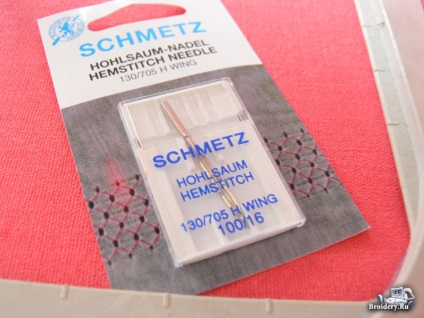 SCHMETZ
HOHLSAUM-NADEL
HEMSTITCH NEEDLE
130/705 H WING
SCHMETZ
HOHLSAUM
HEMSTITCH
130/705 H WING
100/16
Broidery.Ru